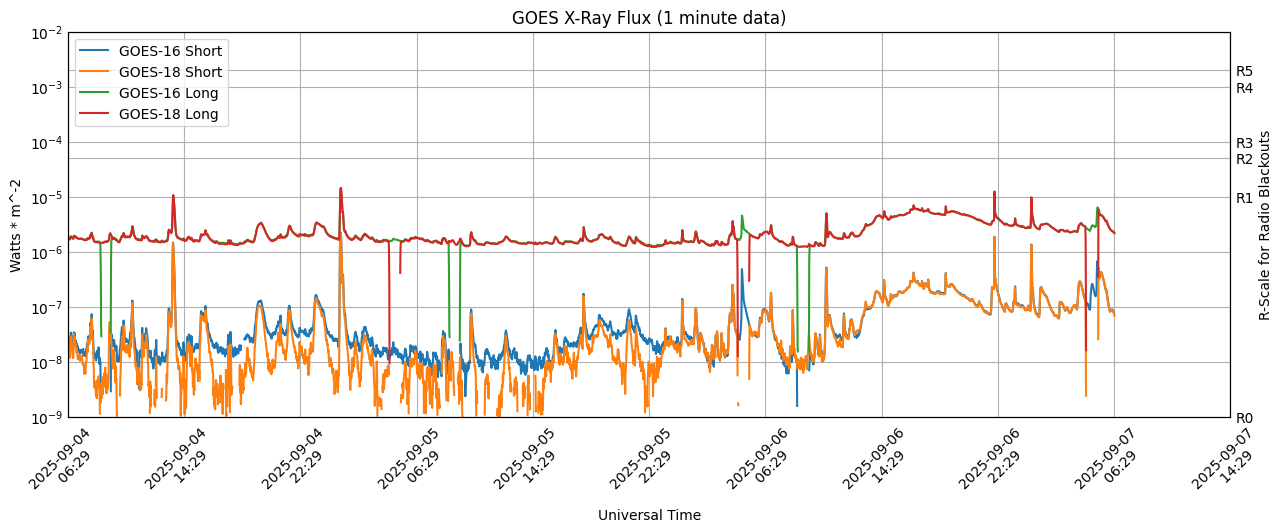 GOES X-Ray Flux (1 minute data)
GOES-16 Short
GOES-18 Short
GOES-16 Long
GOES-18 Long
Watts * m^-2
10^-2
10^-3
10^-4
10^-5
10^-6
10^-7
10^-8
10^-9
R5
R4
R3
R2
R1
R0
R-Scale for Radio Blackouts
2025-09-04
06:29
2025-09-04
14:29
2025-09-04
22:29
2025-09-05
06:29
2025-09-05
14:29
2025-09-05
22:29
2025-09-06
06:29
2025-09-06
14:29
2025-09-06
22:29
2025-09-07
06:29
2025-09-07
14:29
Universal Time